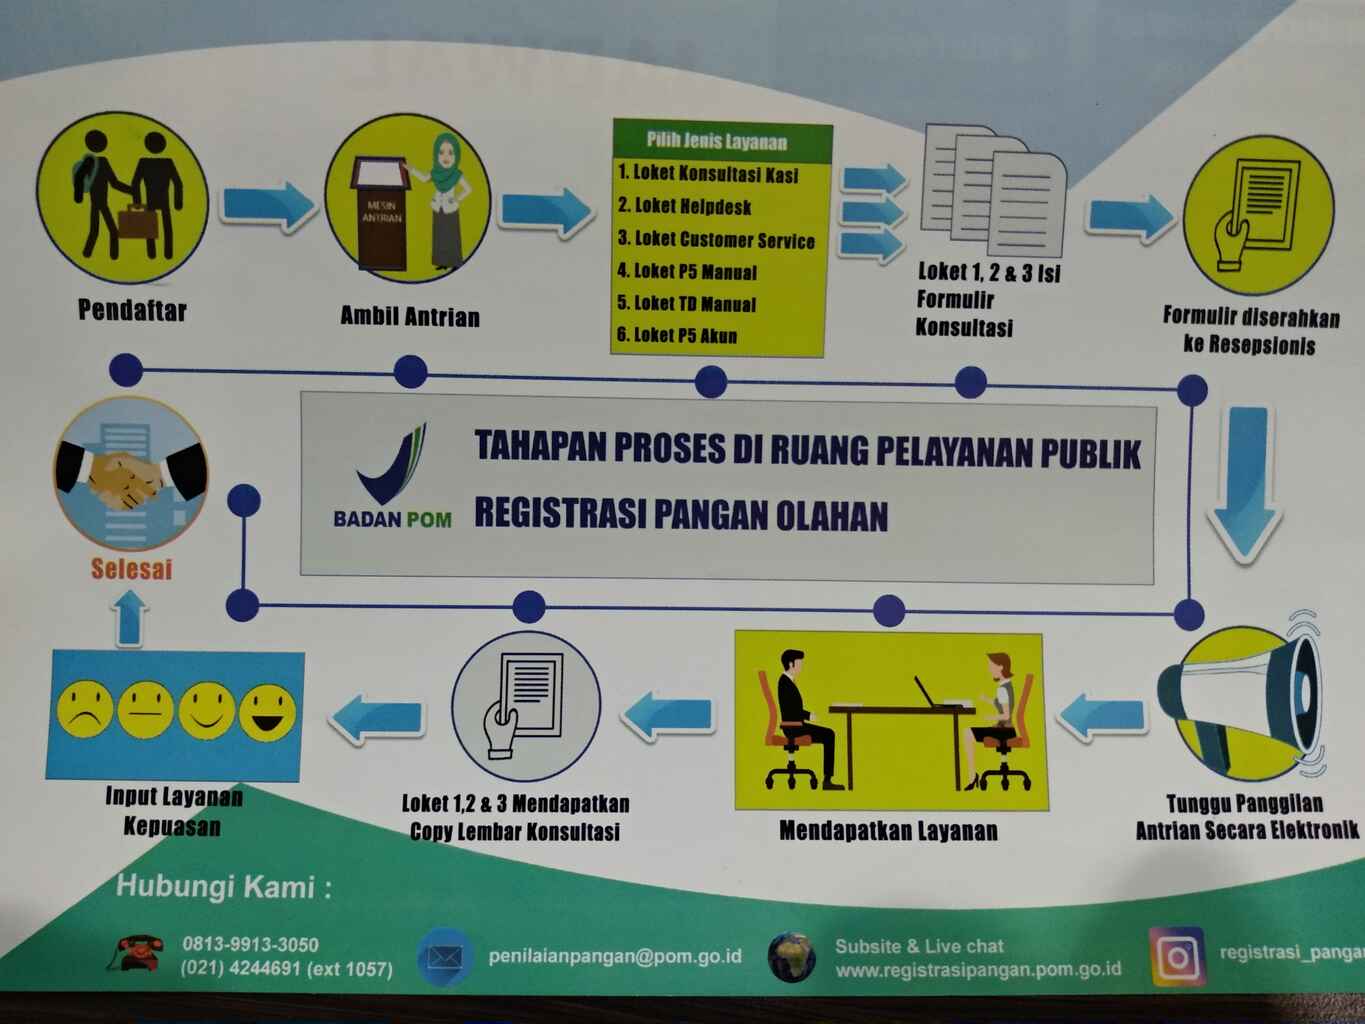 Pendaftar
MESIN
ANTRIAN
Ambil Antrian
Pilih Jenis Layanan
1. Loket Konsultasi Kasi
2. Loket Helpdesk
3. Loket Customer Service
4. Loket P5 Manual
5. Loket TD Manual
6. Loket P5 Akun
Loket 1, 2 & 3 Isi
Formulir
Konsultasi
Formulir diserahkan
ke Resepsionis
BADAN POM
TAHAPAN PROSES DI RUANG PELAYANAN PUBLIK
REGISTRASI PANGAN OLAHAN
Tunggu Panggilan
Antrian Secara Elektronik
Mendapatkan Layanan
Loket 1,2 & 3 Mendapatkan
Copy Lembar Konsultasi
Input Layanan
Kepuasan
Selesai
Hubungi Kami :
0813-9913-3050
(021) 4244691 (ext 1057)
penilaianpangan@pom.go.id
Subsite & Live chat
www.registrasipangan.pom.go.id